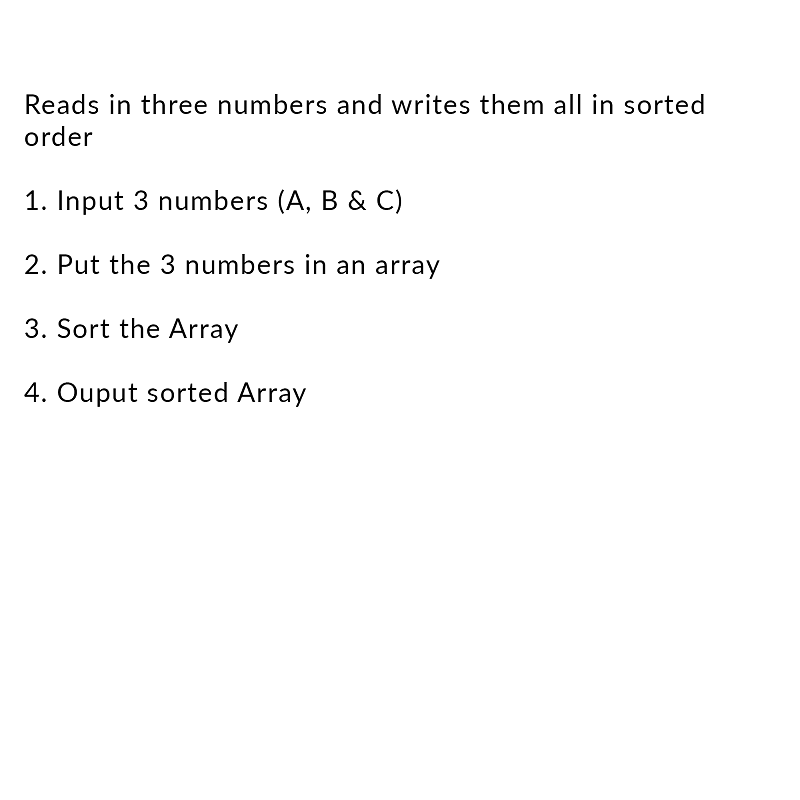 Reads in three numbers and writes them all in sorted
order
1. Input 3 numbers (A, B & C)
2. Put the 3 numbers in an array
3. Sort the Array
4. Ouput sorted Array